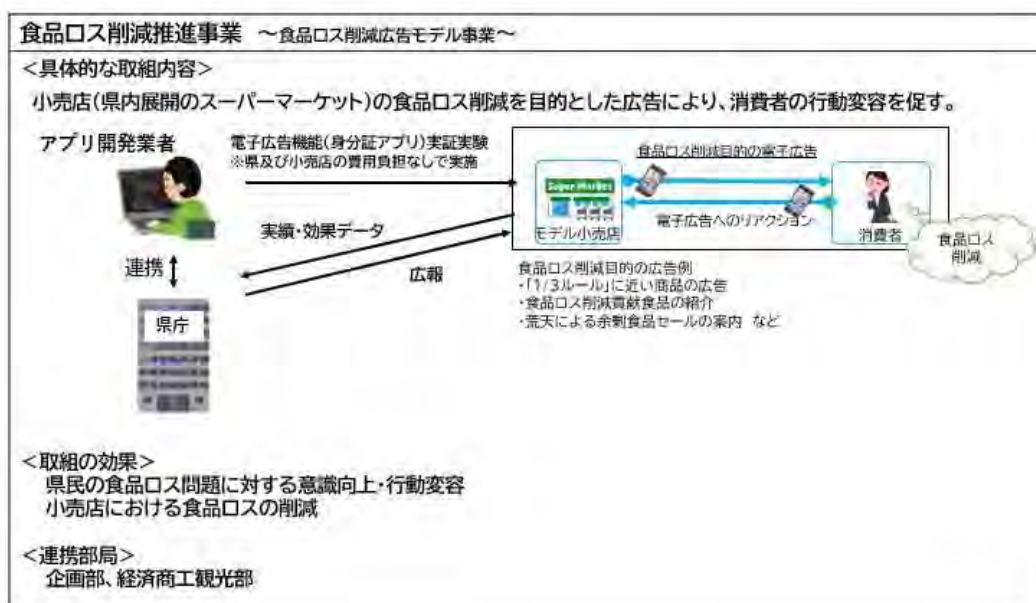 食品ロス削減推進事業 ～食品ロス削減広告モデル事業～
＜具体的な取組内容＞
小売店(県内展開のスーパーマーケット)の食品ロス削減を目的とした広告により、消費者の行動変容を促す。
アプリ開発業者
電子広告機能(身分証アプリ)実証実験
※県及び小売店の費用負担なしで実施
食品ロス削減目的の電子広告
Super Market
モデル小売店
電子広告へのリアクション
消費者
食品ロス
削減
実績・効果データ
広報
連携
県庁
食品ロス削減目的の広告例
・「1/3ルール」に近い商品の広告
・食品ロス削減貢献食品の紹介
・荒天による余剰食品セールの案内 など
＜取組の効果＞
県民の食品ロス問題に対する意識向上・行動変容
小売店における食品ロスの削減
＜連携部局＞
企画部、経済商工観光部